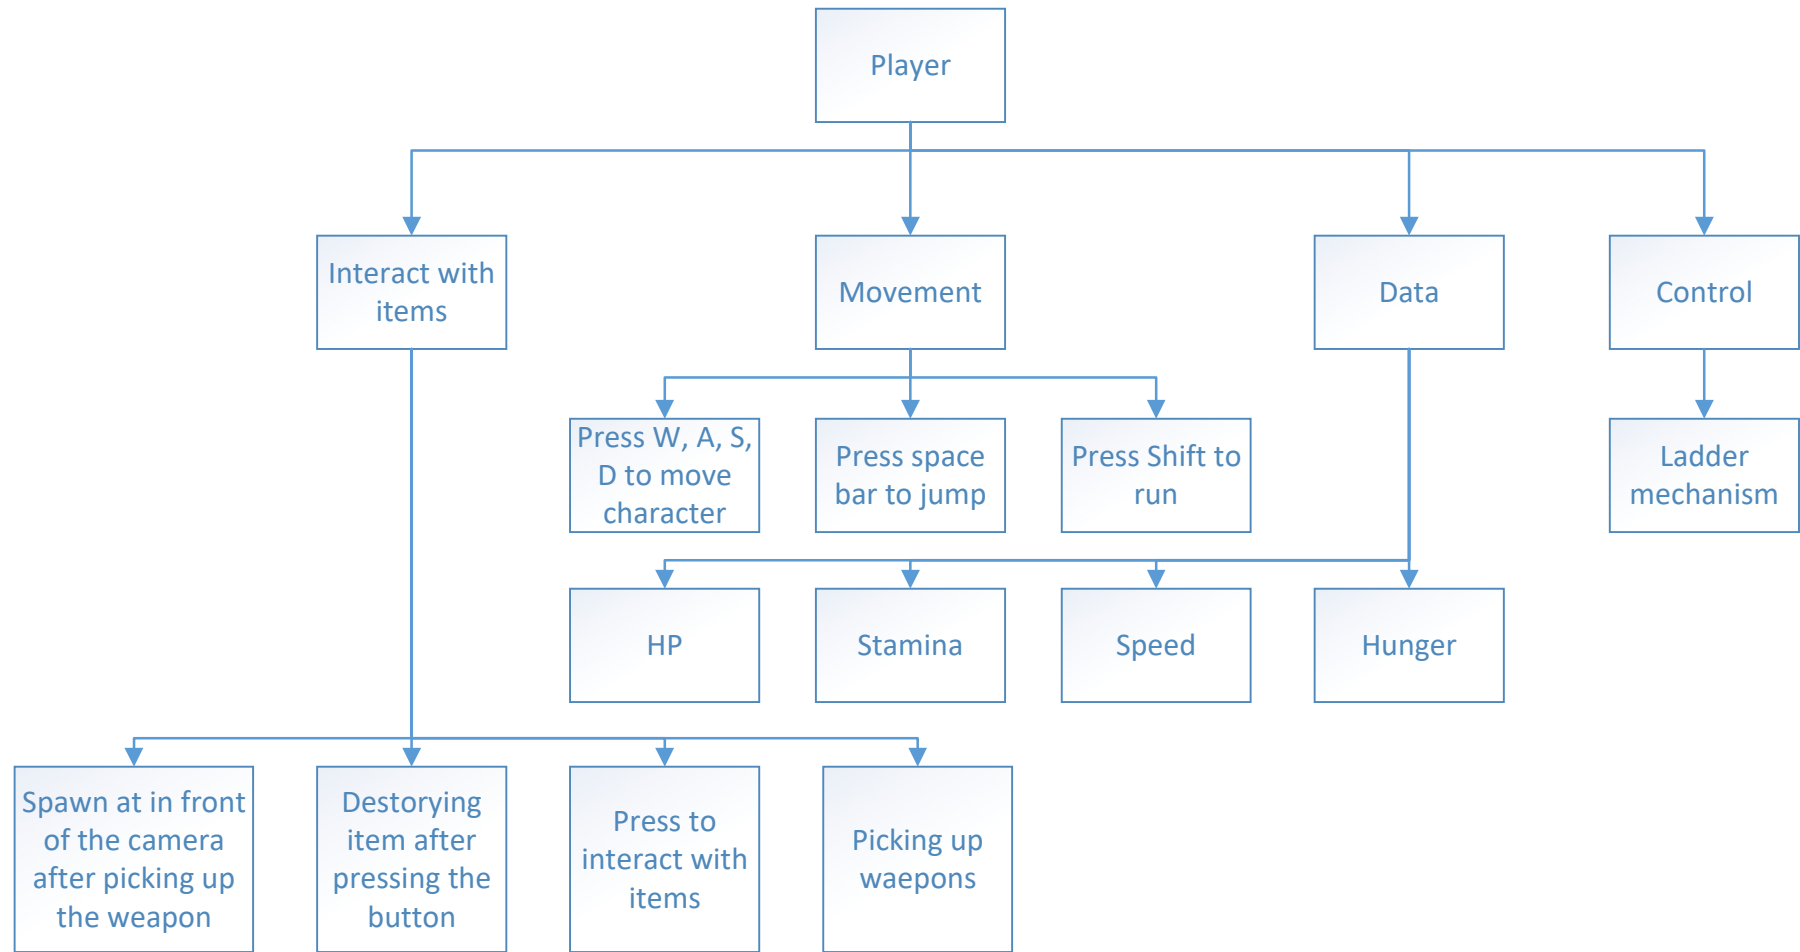 Player
Interact with
items
Movement
Data
Control
Press W, A, S,
D to move
character
Press space
bar to jump
Press Shift to
run
Ladder
mechanism
HP
Stamina
Speed
Hunger
Spawn at in front
of the camera
after picking up
the weapon
Destorying
item after
pressing the
button
Press to
interact with
items
Picking up
waepons